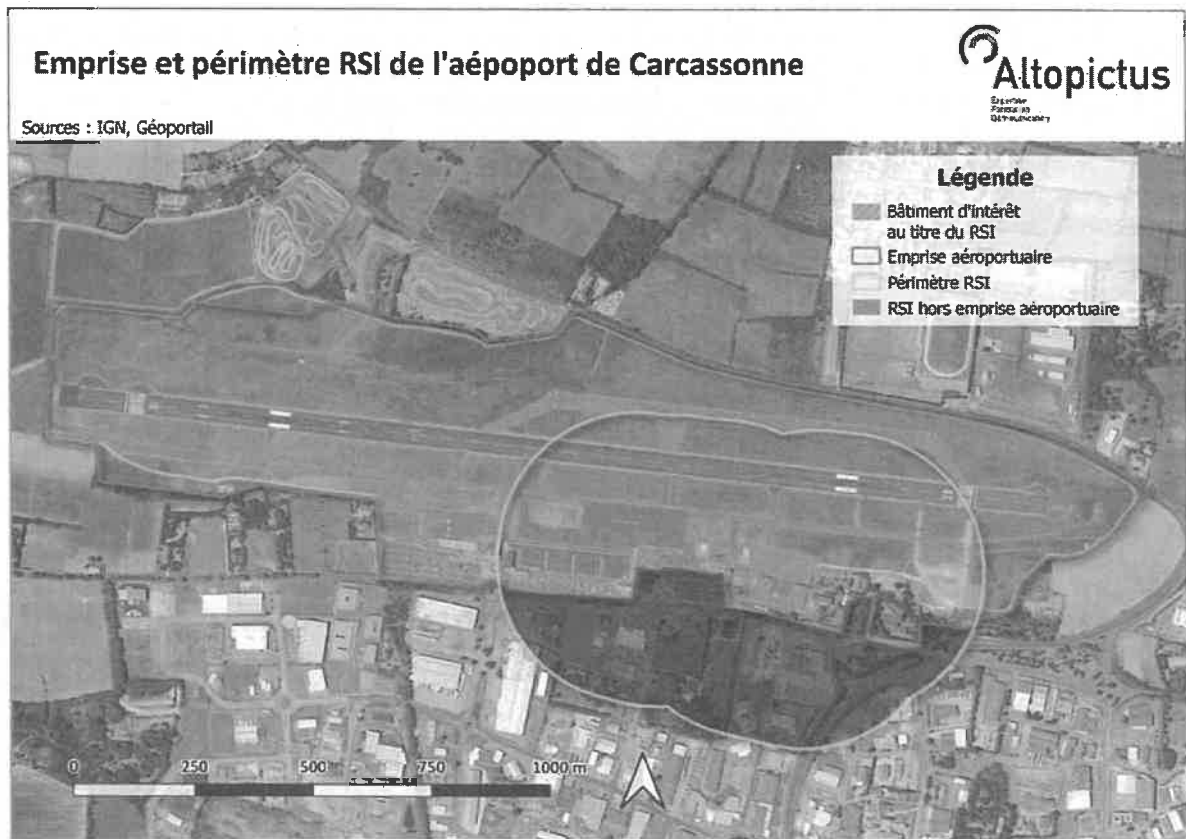 Emprise et périmètre RSI de l'aépoport de Carcassonne
Altopictus
Expertise
Sources : IGN, Géoportail
Légende
Bâtiment d'intérêt
au titre du RSI
Emprise aéroportuaire
Périmètre RSI
RSI hors emprise aéroportuaire
0 250 500 750 1000 m